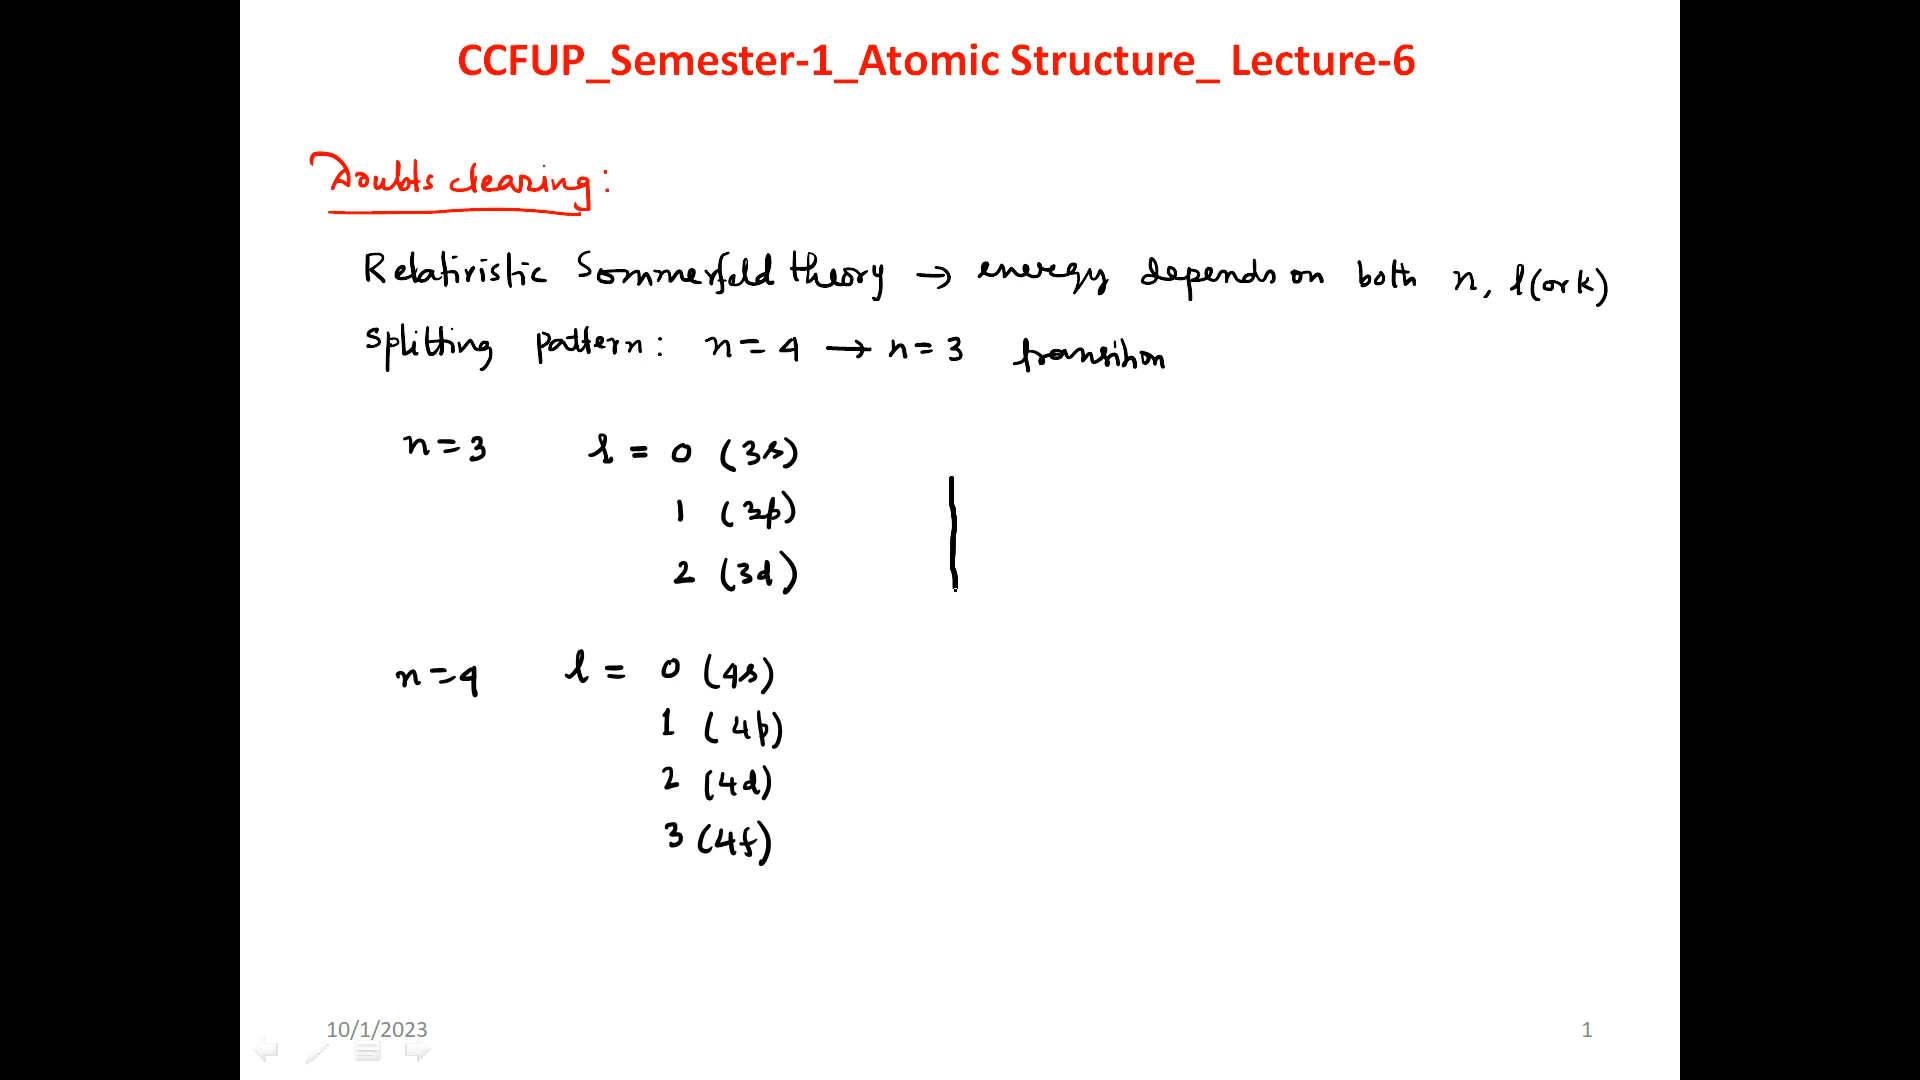 CCFUP_Semester-1_Atomic Structure_ Lecture-6
Doubts clearing:
Relativistic Sommerfeld theory → energy depends on both n, l (or k)
Splitting pattern: n = 4 → n = 3 transition
n = 3 l = 0 (3s)
1 (3p)
2 (3d)
n = 4 l = 0 (4s)
1 (4p)
2 (4d)
3 (4f)
10/1/2023 1